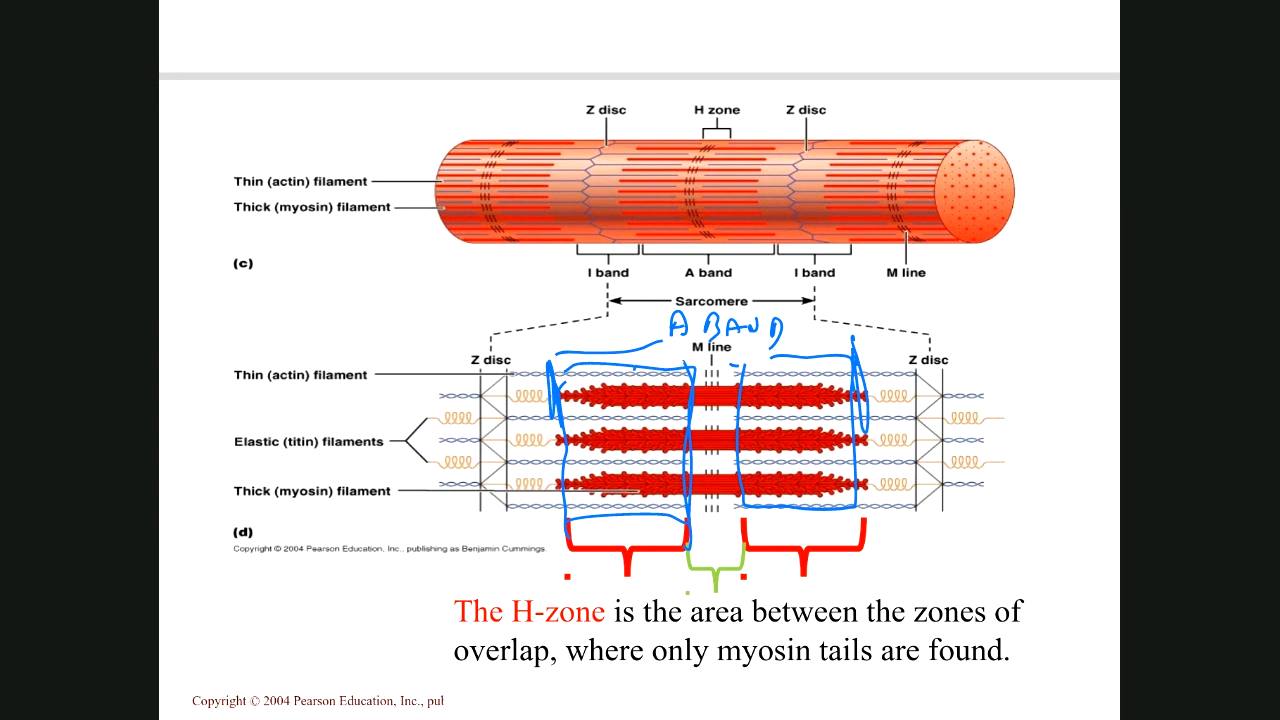 Z disc H zone Z disc
Thin (actin) filament
Thick (myosin) filament
(c)
I band A band I band M line
Sarcomere
A BAND
M line
Z disc Z disc
Thin (actin) filament
Elastic (titin) filaments
Thick (myosin) filament
(d)
Copyright © 2004 Pearson Education, Inc., publishing as Benjamin Cummings.
The H-zone is the area between the zones of
overlap, where only myosin tails are found.
Copyright © 2004 Pearson Education, Inc., pul